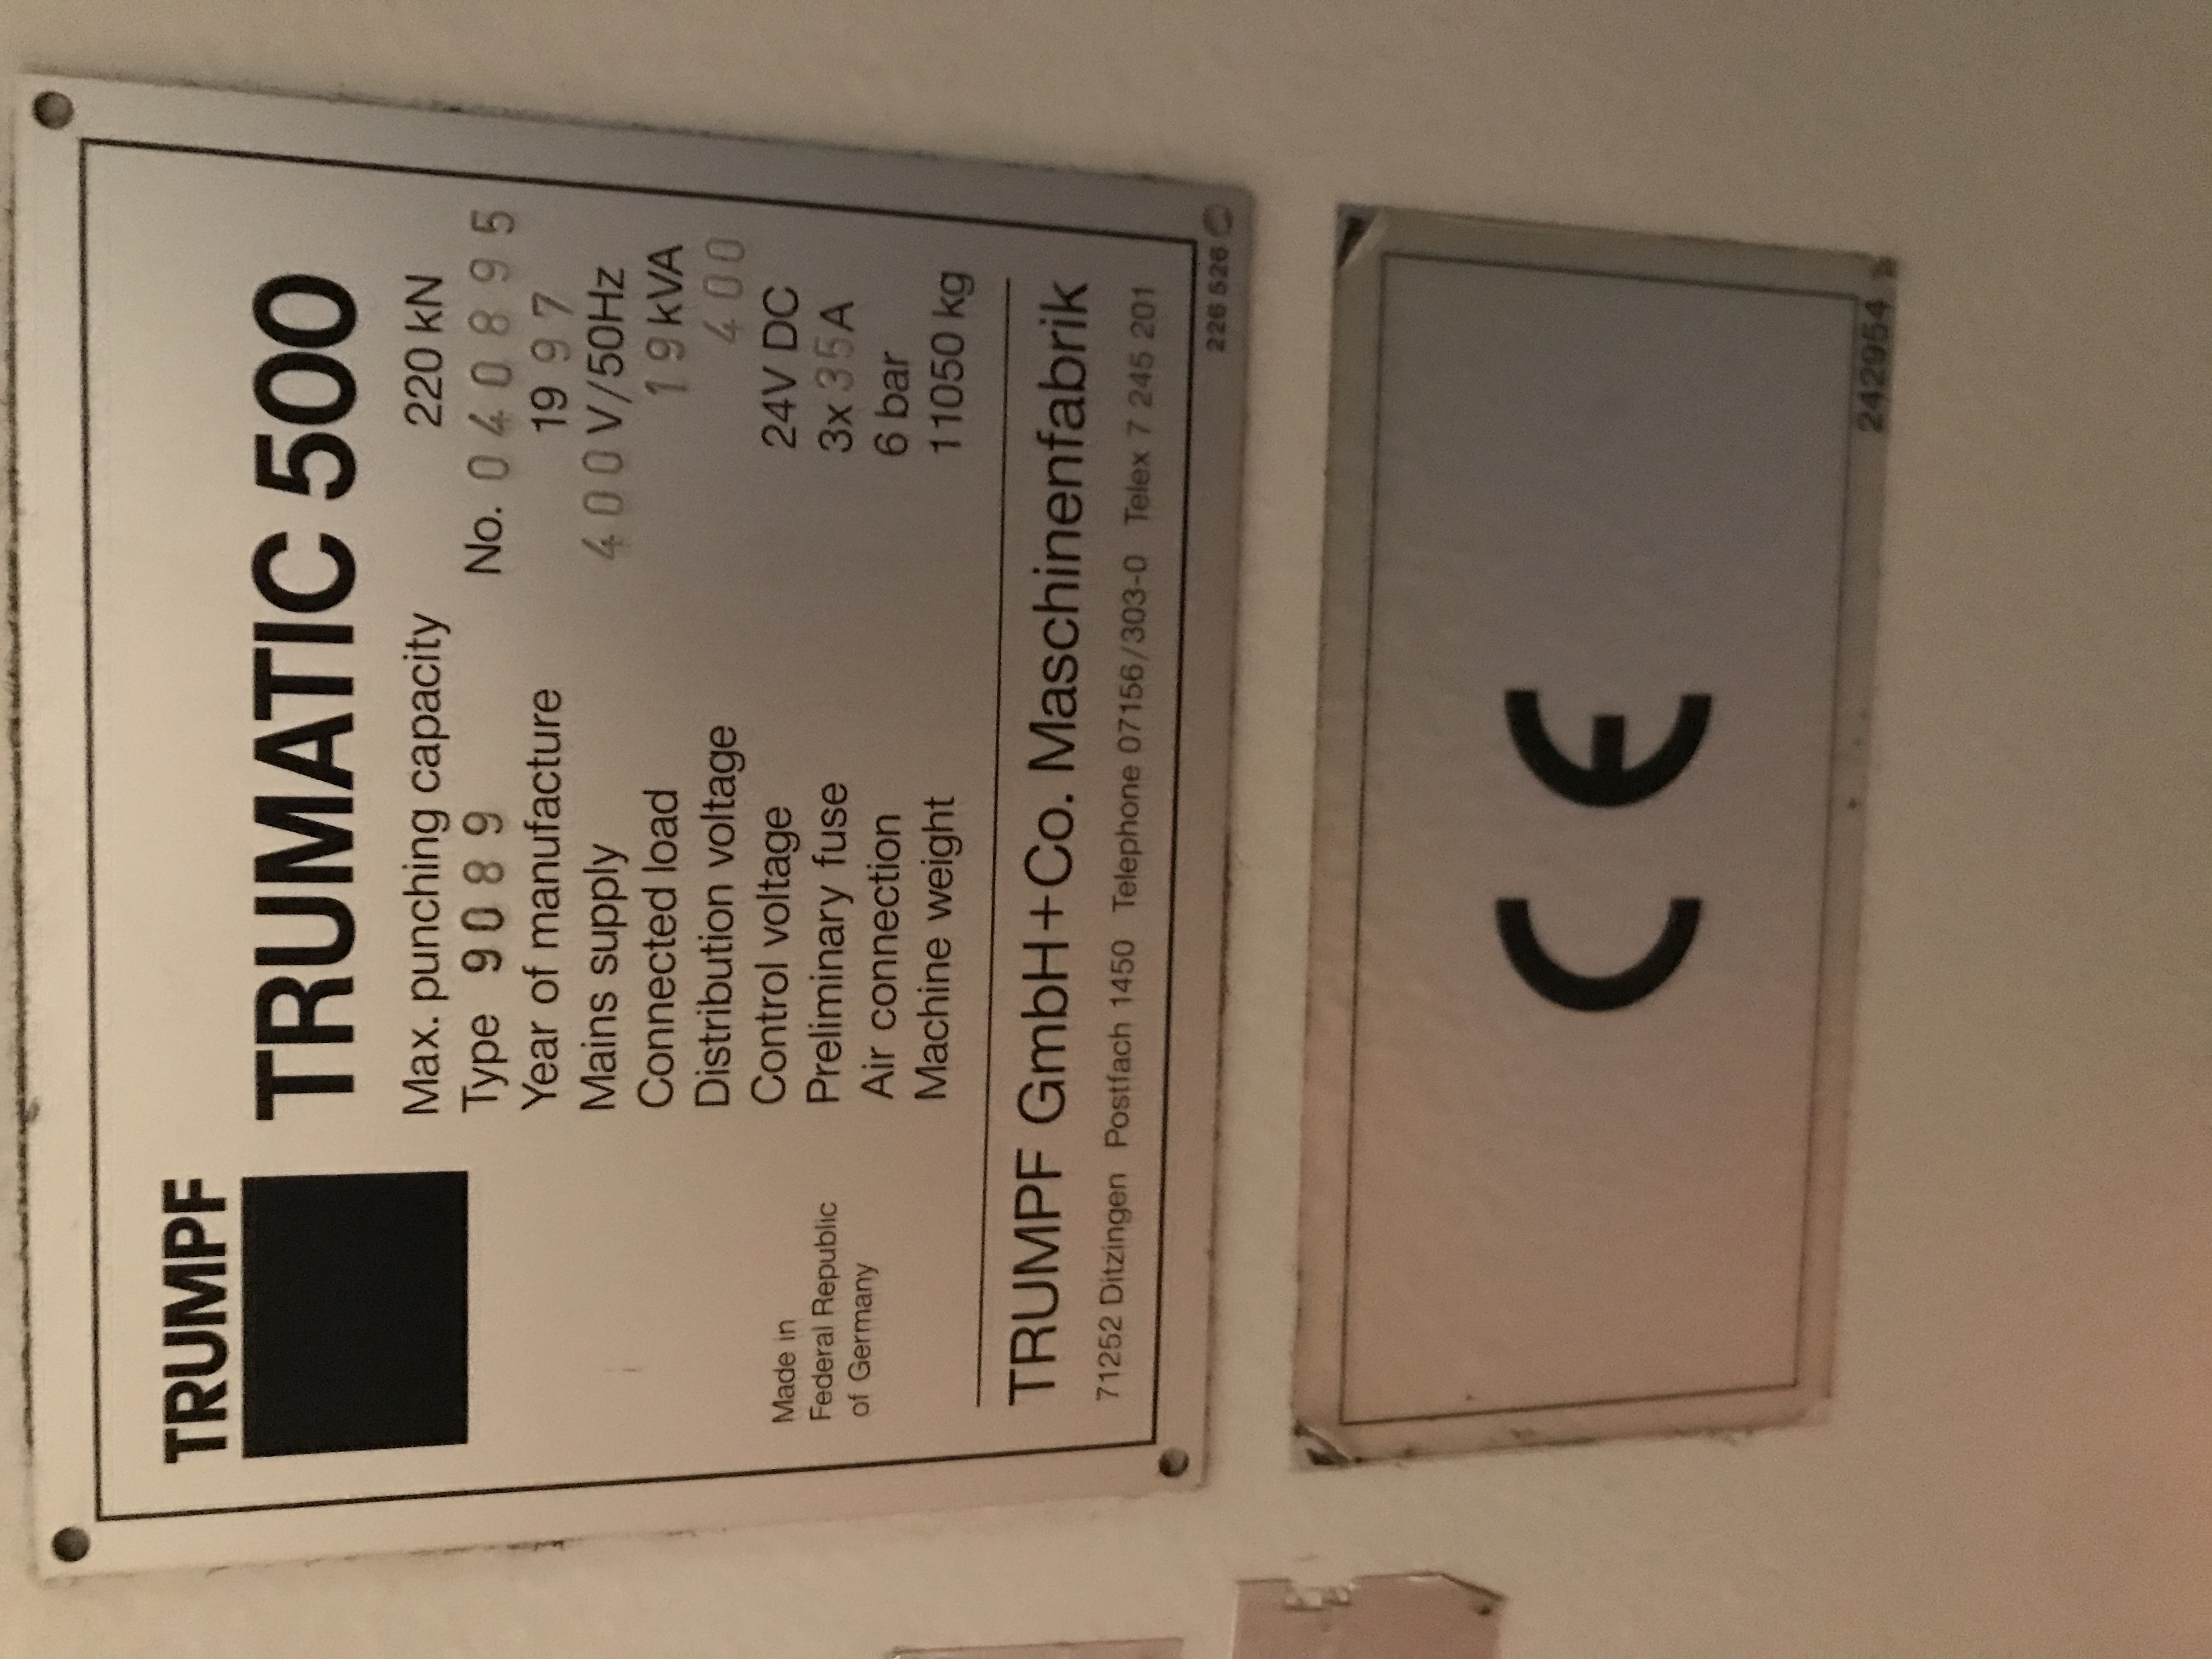 TRUMPF
TRUMATIC 500
Max. punching capacity 220 kN
Type 9089 No. 040895
Year of manufacture 1997
Mains supply 400V/50Hz
Connected load 19 kVA
Distribution voltage 400
Control voltage 24V DC
Preliminary fuse 3x35A
Air connection 6 bar
Machine weight 11050 kg
Made in
Federal Republic
of Germany
TRUMPF GmbH+Co. Maschinenfabrik
71252 Ditzingen Postfach 1450 Telephone 07156/303-0 Telex 7 245 201
226 526
CE
242954